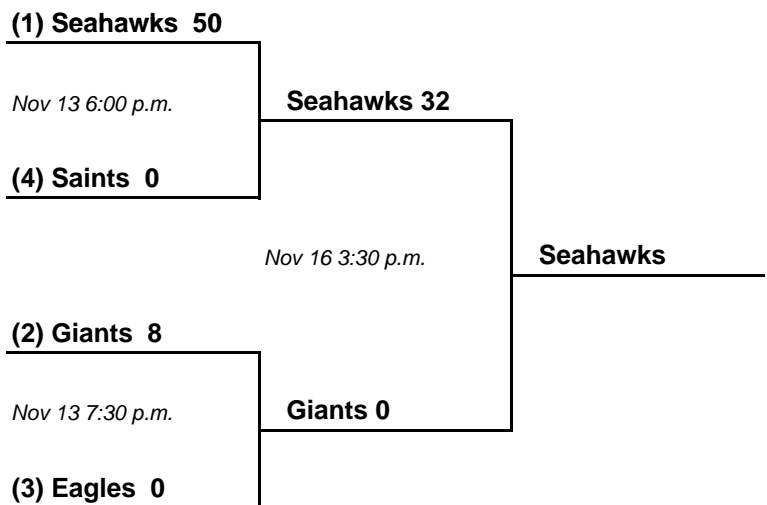 (1) Seahawks 50
Nov 13 6:00 p.m.
Seahawks 32
(4) Saints 0
Nov 16 3:30 p.m.
Seahawks
(2) Giants 8
Nov 13 7:30 p.m.
Giants 0
(3) Eagles 0